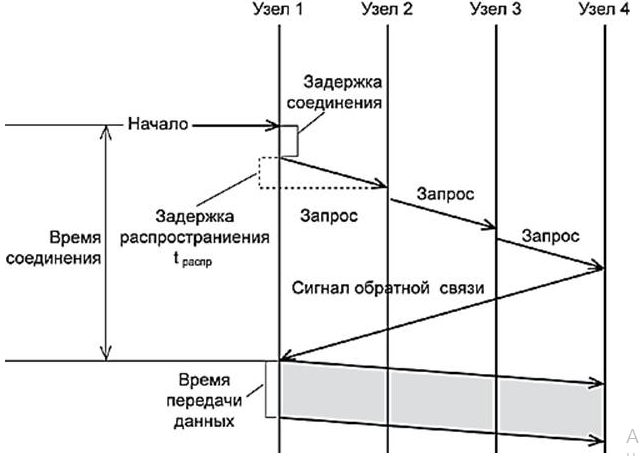 Узел 1
Узел 2
Узел 3
Узел 4
Задержка
соединения
Начало
Запрос
Задержка
распространиения
t распр
Запрос
Запрос
Время
соединения
Сигнал обратной связи
Время
передачи
данных
А